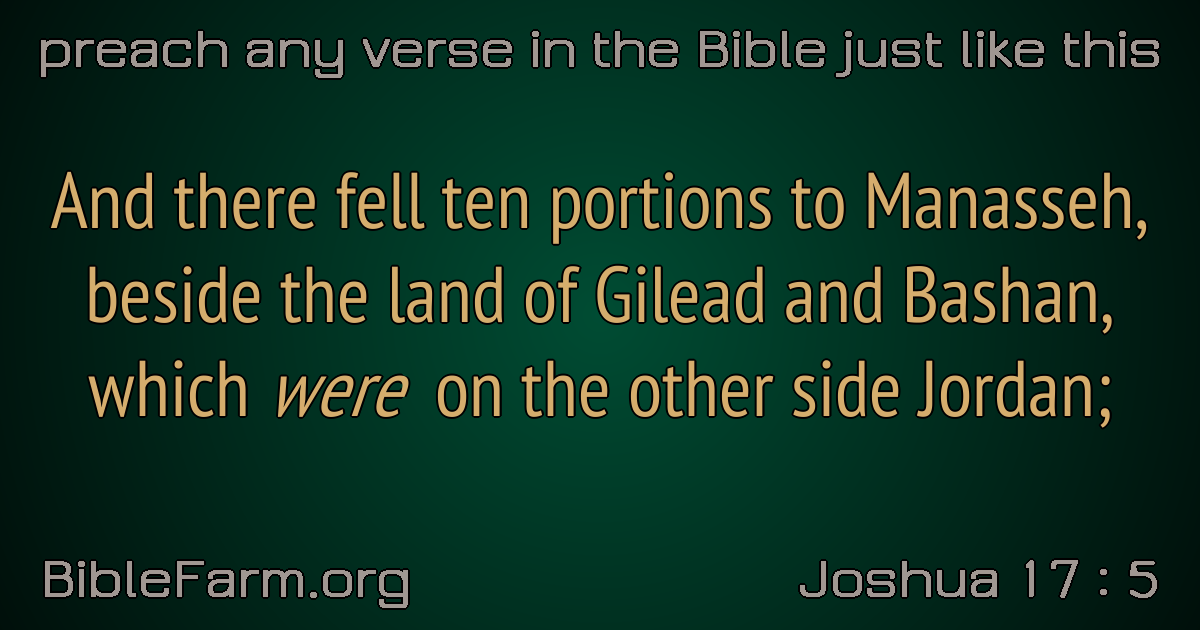 preach any verse in the Bible just like this
And there fell ten portions to Manasseh,
beside the land of Gilead and Bashan,
which were on the other side Jordan;
BibleFarm.org
Joshua 17 : 5